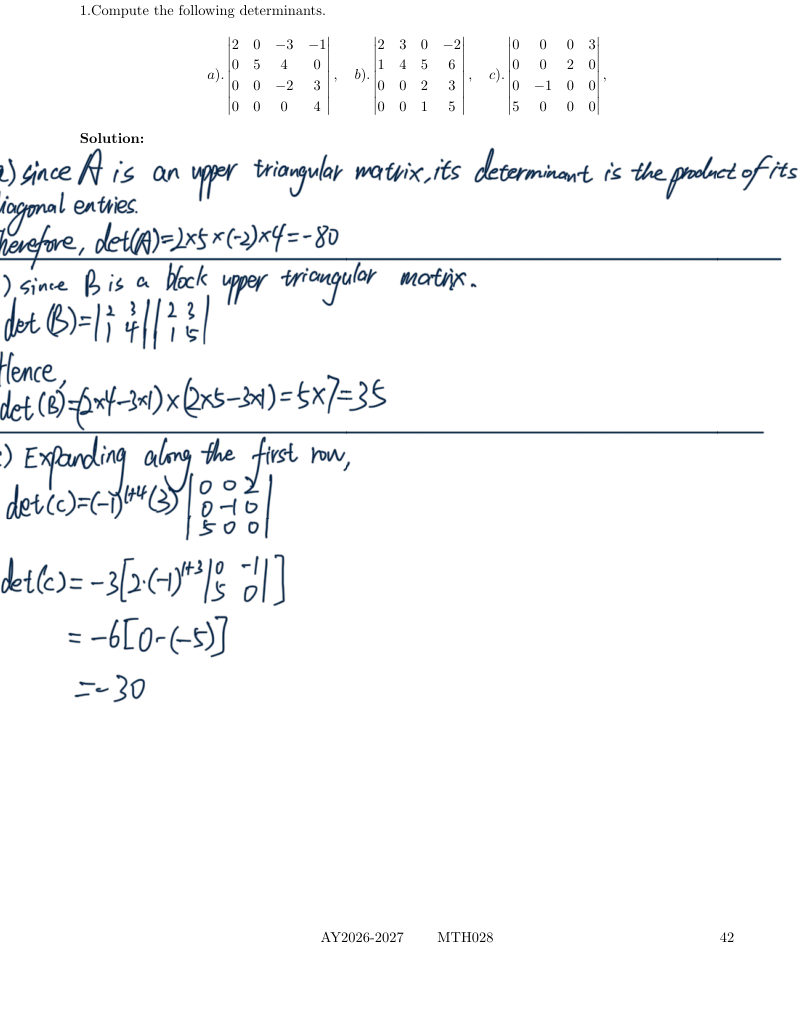 1.Compute the following determinants.
a). |2 0 −3 −1| , b). |2 3 0 −2| , c). |0 0 0 3| ,
|0 5 4 0| |1 4 5 6| |0 0 2 0|
|0 0 −2 3| |0 0 2 3| |0 −1 0 0|
|0 0 0 4| |0 0 1 5| |5 0 0 0|
Solution:
) since A is an upper triangular matrix, its determinant is the product of its
iagonal entries.
herefore, det(A)=2×5×(-2)×4=-80
) since B is a block upper triangular matrix.
det (B)=|2 3| |2 3|
|1 4| |1 5|
Hence,
det (B)=(2×4-3×1)×(2×5-3×1)=5×7=35
) Expanding along the first row,
det(c)=(-1)^{1+4}(3) |0 0 2|
|0 -1 0|
|5 0 0|
det(c)= -3[2·(-1)^{1+3}|0 -1|]
|5 0|
= -6[0-(-5)]
=-30
AY2026-2027 MTH028 42